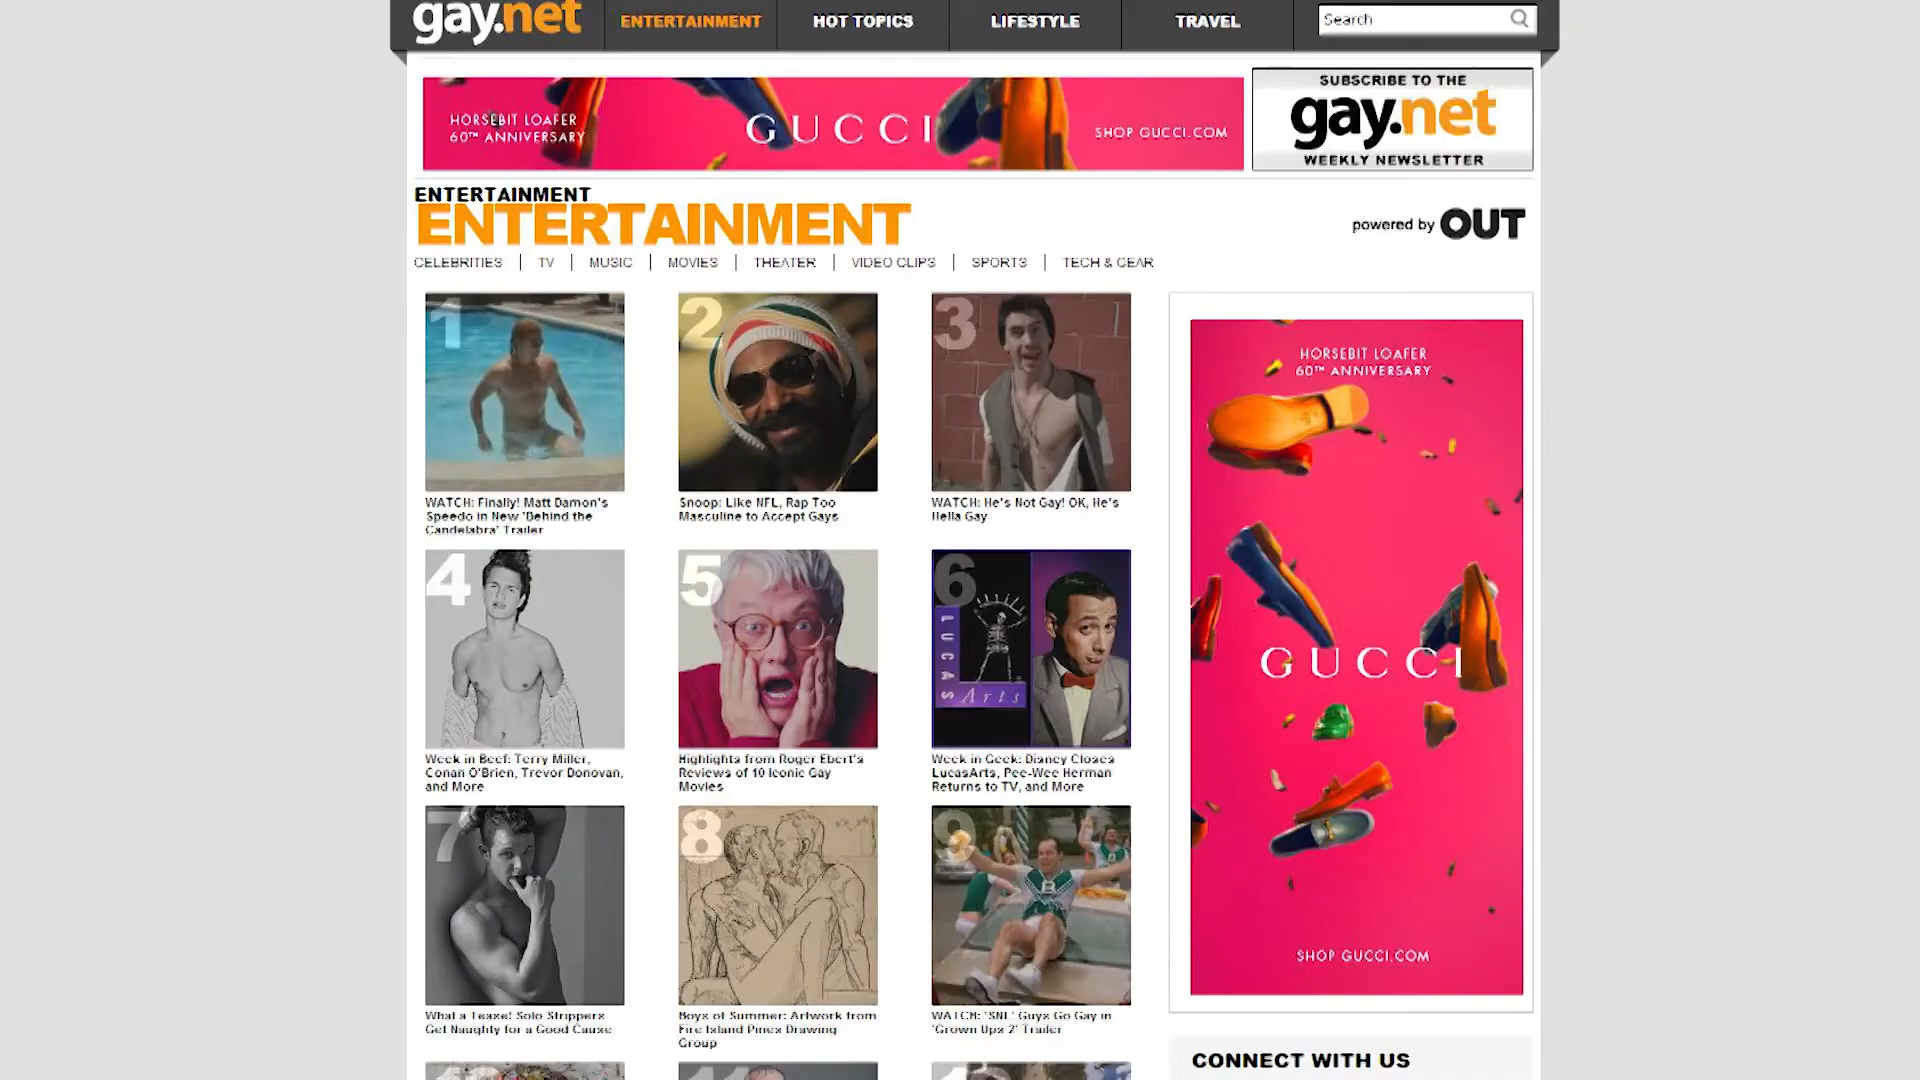 gay.net
ENTERTAINMENT
HOT TOPICS
LIFESTYLE
TRAVEL
Search
HORSEBIT LOAFER
60TH ANNIVERSARY
GUCCI
SHOP GUCCI.COM
SUBSCRIBE TO THE
gay.net
WEEKLY NEWSLETTER
ENTERTAINMENT
ENTERTAINMENT
powered by OUT
CELEBRITIES | TV | MUSIC | MOVIES | THEATER | VIDEO CLIPS | SPORTS | TECH & GEAR
1
WATCH: Finally! Matt Damon's
Speedo in New 'Behind the
Candelabra' Trailer
2
Snoop: Like NFL, Rap Too
Masculine to Accept Gays
3
WATCH: He's Not Gay! OK, He's
Hella Gay
4
Week in Beef: Terry Miller,
Conan O'Brien, Trevor Donovan,
and More
5
Highlights from Roger Ebert's
Reviews of 10 Iconic Gay
Movies
6
LUCAS
Arts
Week in Geek: Disney Closes
LucasArts, Pee-Wee Herman
Returns to TV, and More
7
What a Tease! Solo Strippers
Get Naughty for a Good Cause
8
Boys of Summer: Artwork from
Fire Island Pines Drawing
Group
9
WATCH: 'SNL' Guys Go Gay in
'Grown Ups 2' Trailer
HORSEBIT LOAFER
60TH ANNIVERSARY
GUCCI
SHOP GUCCI.COM
CONNECT WITH US